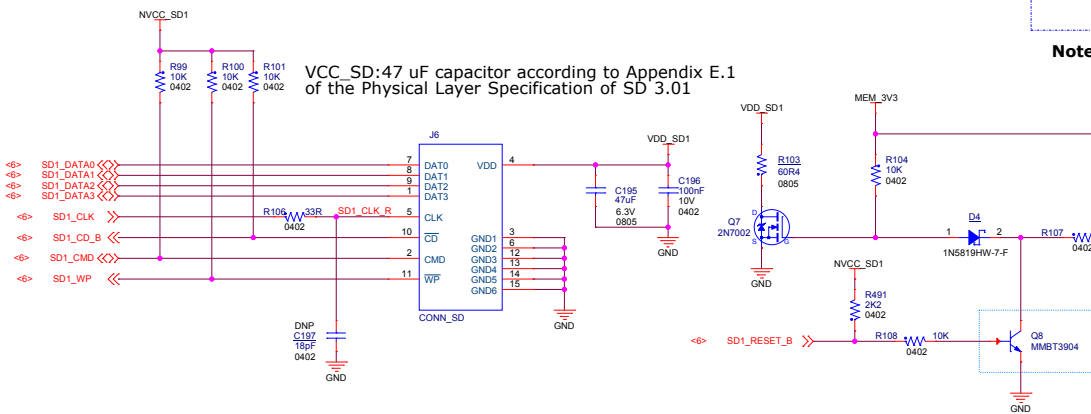 NVCC_SD1
Note
R99
10K
0402
R100
10K
0402
R101
10K
0402
VCC_SD:47 uF capacitor according to Appendix E.1
of the Physical Layer Specification of SD 3.01
VDD_SD1
MEM_3V3
J6
VDD_SD1
<6> SD1_DATA0
<6> SD1_DATA1
<6> SD1_DATA2
<6> SD1_DATA3
<6> SD1_CLK
<6> SD1_CD_B
<6> SD1_CMD
<6> SD1_WP
R106 33R
0402
SD1_CLK_R
7 DAT0
8 DAT1
9 DAT2
1 DAT3
5 CLK
10 CD
2 CMD
11 WP
VDD 4
GND1 3
GND2 6
GND3 12
GND4 13
GND5 14
GND6 15
CONN_SD
C195
47uF
6.3V
0805
C196
100nF
10V
0402
GND
GND
DNP
C197
18pF
0402
GND
R103
60R4
0805
R104
10K
0402
Q7
2N7002
D
S
G
GND
D4
1 2
1N5819HW-7-F
R107
0402
NVCC_SD1
R491
2K2
0402
<6> SD1_RESET_B
R108 10K
0402
Q8
MMBT3904
GND